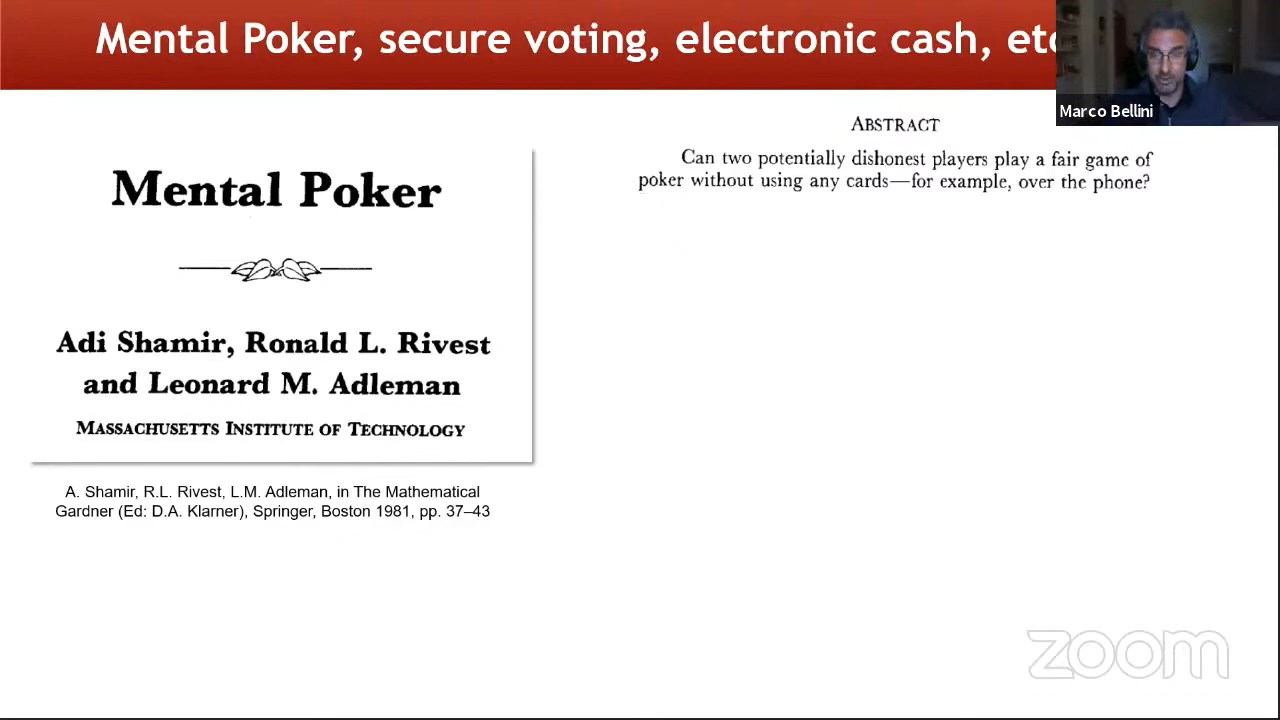 Mental Poker, secure voting, electronic cash, etc
Marco Bellini
ABSTRACT
Can two potentially dishonest players play a fair game of
poker without using any cards—for example, over the phone?
Mental Poker
Adi Shamir, Ronald L. Rivest
and Leonard M. Adleman
MASSACHUSETTS INSTITUTE OF TECHNOLOGY
A. Shamir, R.L. Rivest, L.M. Adleman, in The Mathematical
Gardner (Ed: D.A. Klarner), Springer, Boston 1981, pp. 37–43
zoom